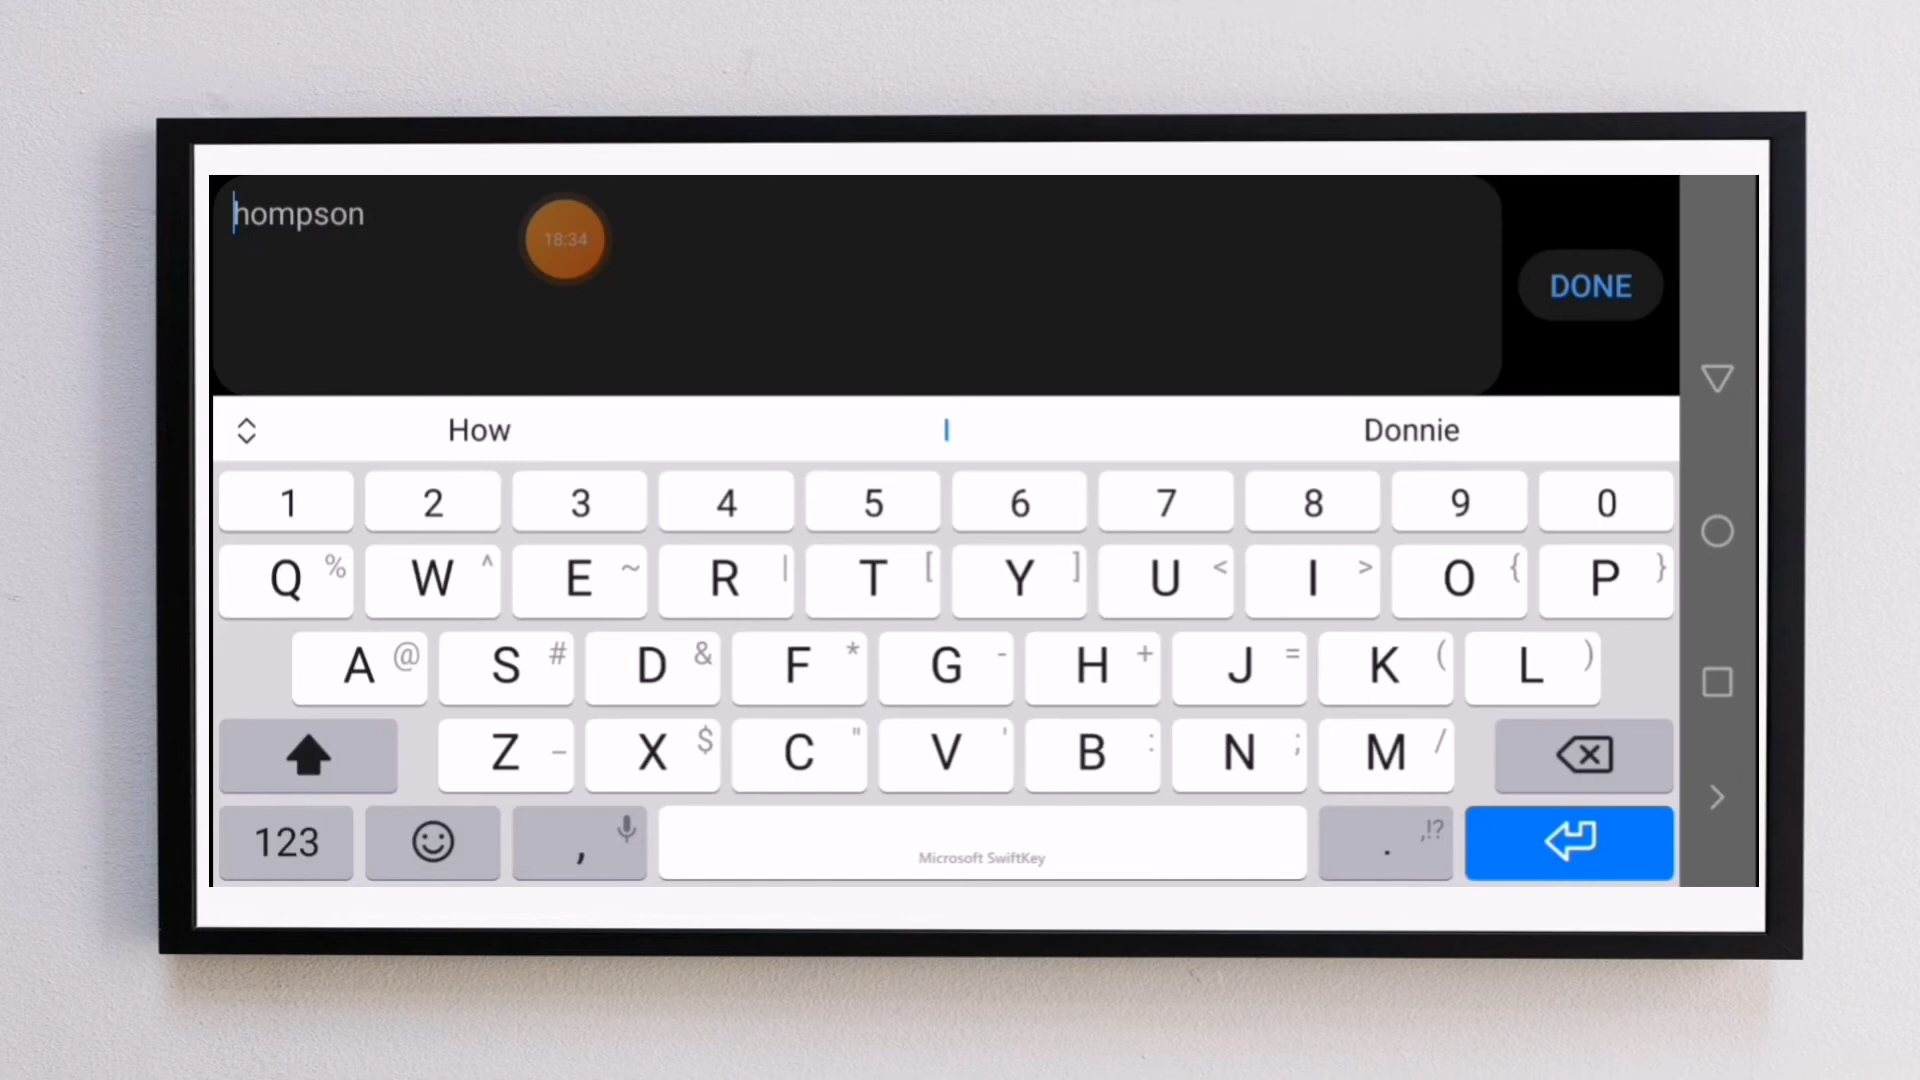 hompson
18:34
DONE
How I Donnie
1 2 3 4 5 6 7 8 9 0
Q % W ^ E ~ R | T [ Y ] U < I > O { P }
A @ S # D & F * G - H + J = K ( L )
Z _ X $ C " V ' B : N ; M /
123 , Microsoft SwiftKey . ,!?